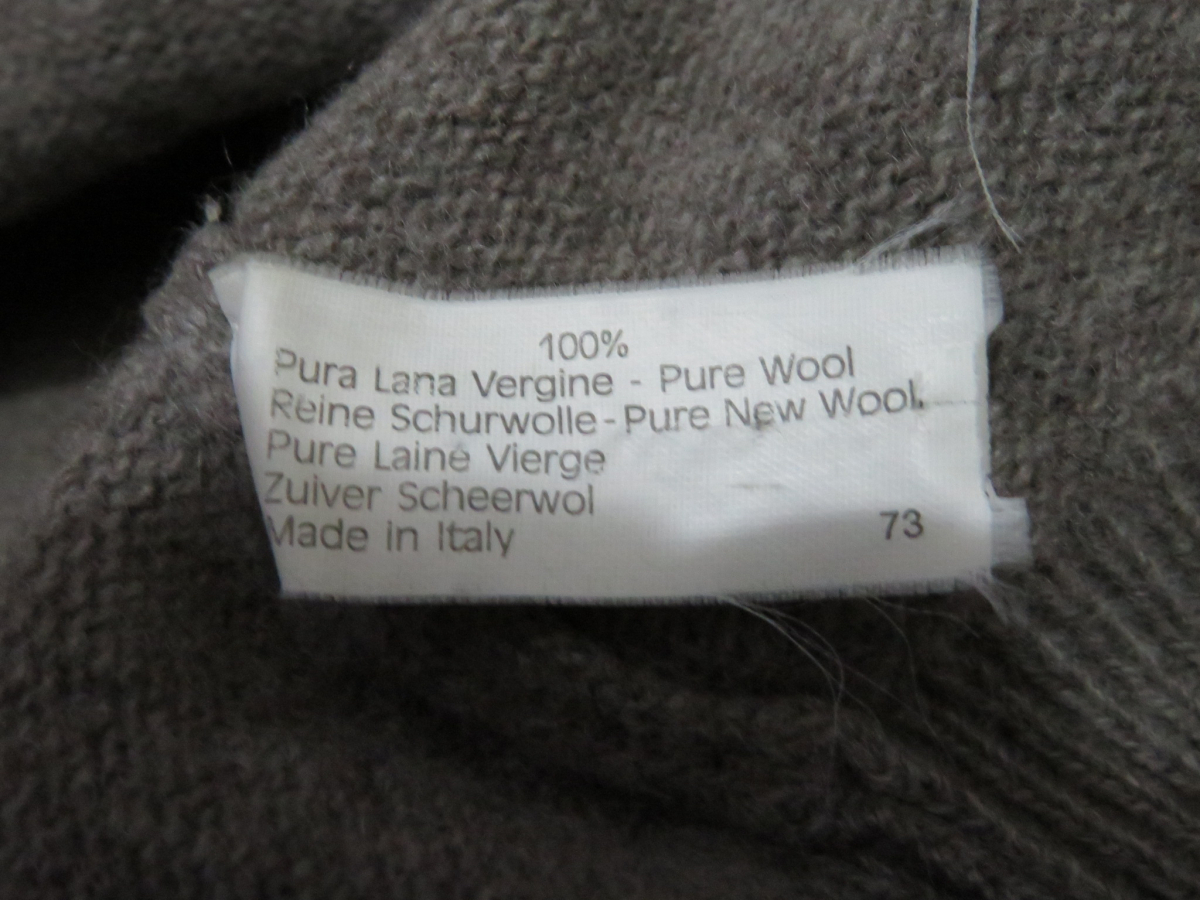 100%
Pura Lana Vergine - Pure Wool
Reine Schurwolle-Pure New Wool.
Pure Laine Vierge
Zuiver Scheerwol
Made in Italy 73